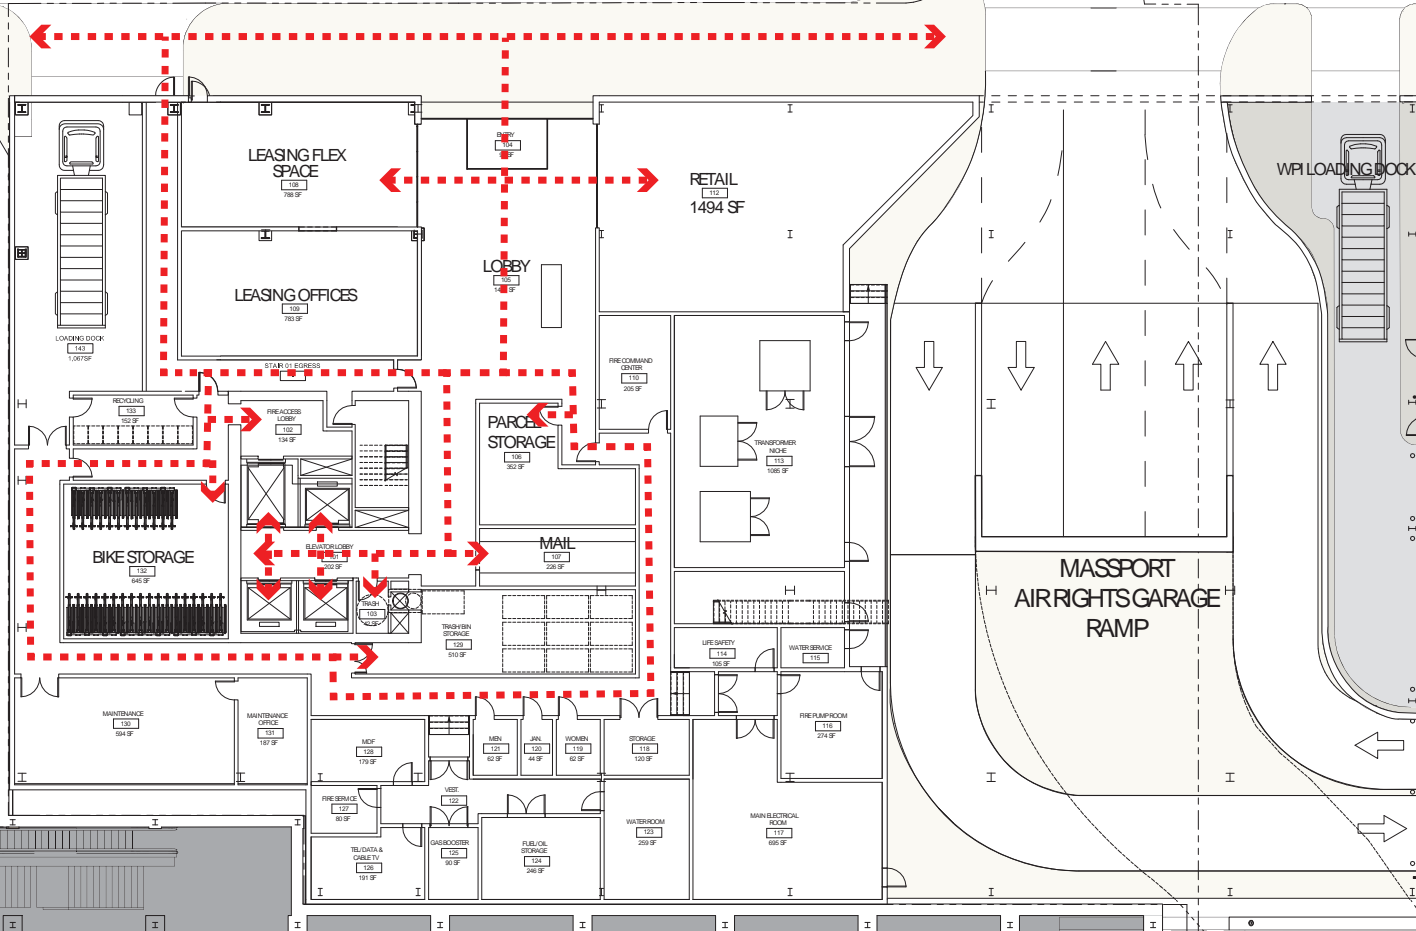 LEASING FLEX
SPACE
108
788 SF
ENTRY
104
RETAIL
112
1494 SF
WPI LOADING DOCK
LEASING OFFICES
109
783 SF
LOBBY
105
LOADING DOCK
143
1,067 SF
STAIR 01 EGRESS
FIRE COMMAND
CENTER
110
205 SF
RECYCLING
133
152 SF
FIRE ACCESS
LOBBY
102
134 SF
PARCEL
STORAGE
106
352 SF
TRANSFORMER
NICHE
113
1085 SF
BIKE STORAGE
132
645 SF
ELEVATOR LOBBY
202 SF
MAIL
107
226 SF
TRASH
103
TRASH/BIN
STORAGE
129
510 SF
MASSPORT
AIR RIGHTS GARAGE
RAMP
LIFE SAFETY
114
105 SF
WATER SERVICE
115
MAINTENANCE
130
594 SF
MAINTENANCE
OFFICE
131
187 SF
MDF
128
179 SF
MEN
121
62 SF
JAN.
120
44 SF
WOMEN
119
62 SF
STORAGE
118
120 SF
FIRE PUMP ROOM
116
274 SF
FIRE SERVICE
127
80 SF
VEST.
122
WATER ROOM
123
259 SF
MAIN ELECTRICAL
ROOM
117
695 SF
TEL/DATA &
CABLE TV
126
191 SF
GAS BOOSTER
125
90 SF
FUEL/OIL
STORAGE
124
246 SF